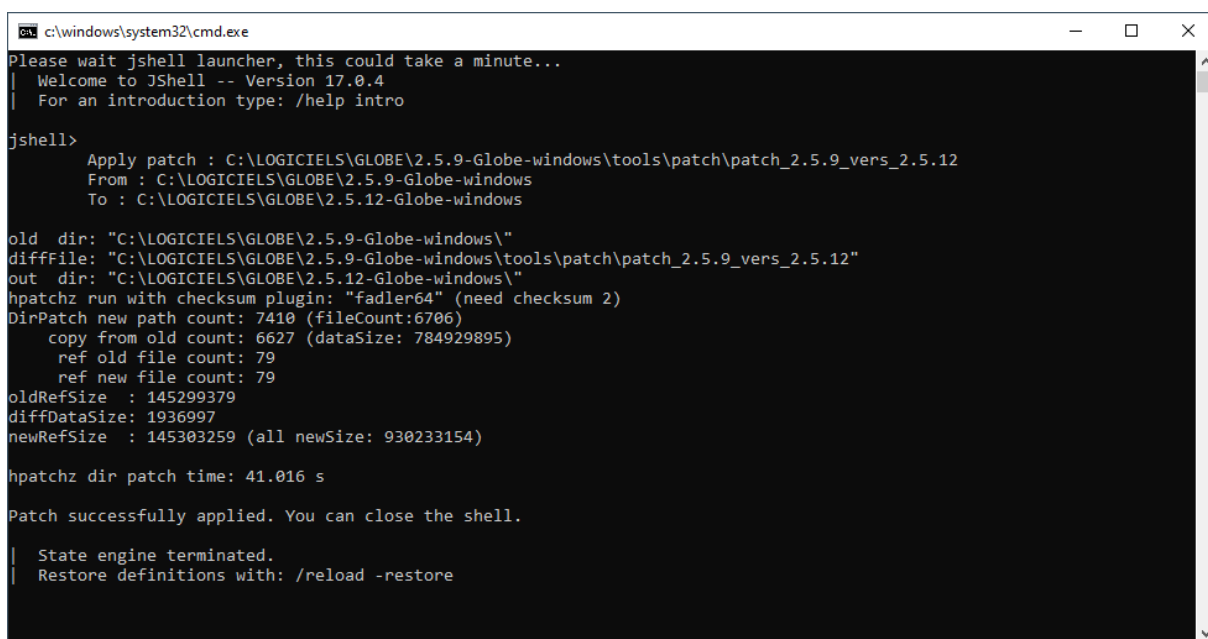 c:\windows\system32\cmd.exe
Please wait jshell launcher, this could take a minute...
|  Welcome to JShell -- Version 17.0.4
|  For an introduction type: /help intro
jshell>
Apply patch : C:\LOGICIELS\GLOBE\2.5.9-Globe-windows\tools\patch\patch_2.5.9_vers_2.5.12
From : C:\LOGICIELS\GLOBE\2.5.9-Globe-windows
To : C:\LOGICIELS\GLOBE\2.5.12-Globe-windows
old  dir: "C:\LOGICIELS\GLOBE\2.5.9-Globe-windows\"
diffFile: "C:\LOGICIELS\GLOBE\2.5.9-Globe-windows\tools\patch\patch_2.5.9_vers_2.5.12"
out  dir: "C:\LOGICIELS\GLOBE\2.5.12-Globe-windows\"
hpatchz run with checksum plugin: "fadler64" (need checksum 2)
DirPatch new path count: 7410 (fileCount:6706)
copy from old count: 6627 (dataSize: 784929895)
ref old file count: 79
ref new file count: 79
oldRefSize  : 145299379
diffDataSize: 1936997
newRefSize  : 145303259 (all newSize: 930233154)
hpatchz dir patch time: 41.016 s
Patch successfully applied. You can close the shell.
|  State engine terminated.
|  Restore definitions with: /reload -restore